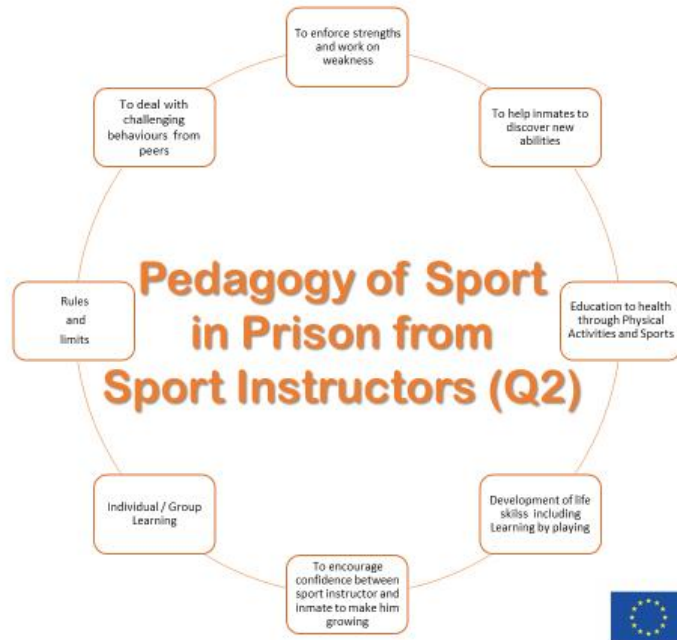 To enforce strengths
and work on
weakness
To help inmates to
discover new
abilities
Education to health
through Physical
Activities and Sports
Development of life
skilss including
Learning by playing
To encourage
confidence between
sport instructor and
inmate to make him
growing
Individual / Group
Learning
Rules
and
limits
To deal with
challenging
behaviours from
peers
Pedagogy of Sport
in Prison from
Sport Instructors (Q2)